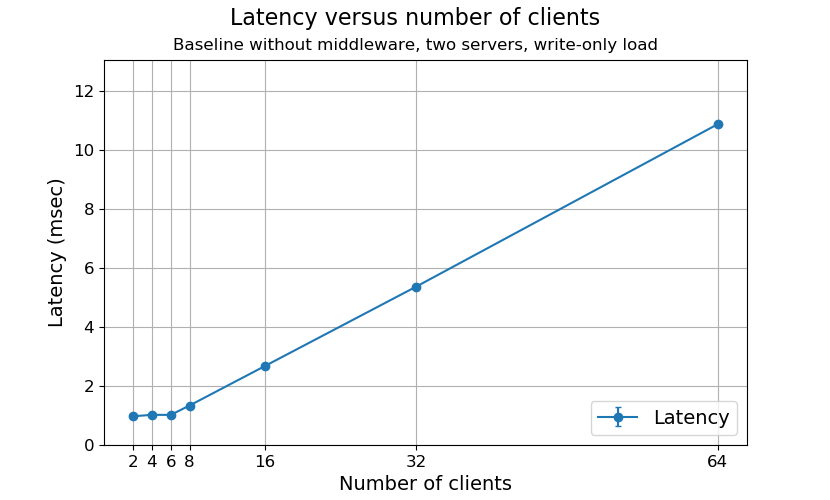 Latency versus number of clients
Baseline without middleware, two servers, write-only load
Latency (msec)
12
10
8
6
4
2
0
Latency
2 4 6 8 16 32 64
Number of clients